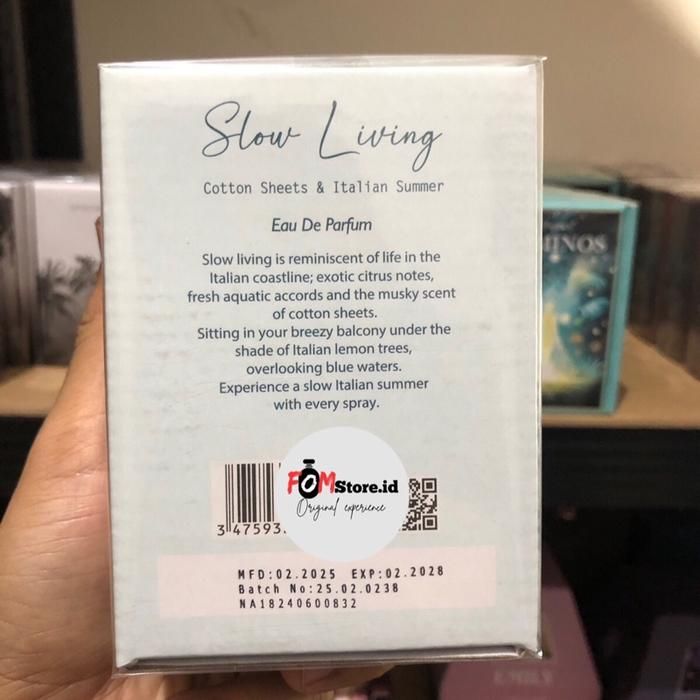 Slow Living
Cotton Sheets & Italian Summer
Eau De Parfum
Slow living is reminiscent of life in the
Italian coastline; exotic citrus notes,
fresh aquatic accords and the musky scent
of cotton sheets.
Sitting in your breezy balcony under the
shade of Italian lemon trees,
overlooking blue waters.
Experience a slow Italian summer
with every spray.
FOMStore.id
Original experience
3 47593
MFD:02.2025 EXP:02.2028
Batch No:25.02.0238
NA18240600832